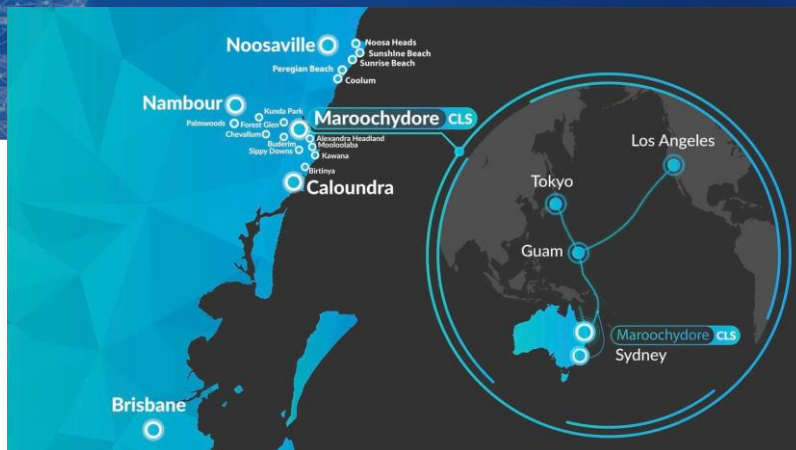 Noosaville
Noosa Heads
SunshIne Beach
Sunrise Beach
Peregian Beach
Coolum
Nambour
Kunda Park
Palmwoods
Forest Glen
Chevallum
Maroochydore CLS
Alexandra Headland
Buderim
Mooloolaba
Sippy Downs
Kawana
Birtinya
Caloundra
Brisbane
Los Angeles
Tokyo
Guam
Maroochydore CLS
Sydney